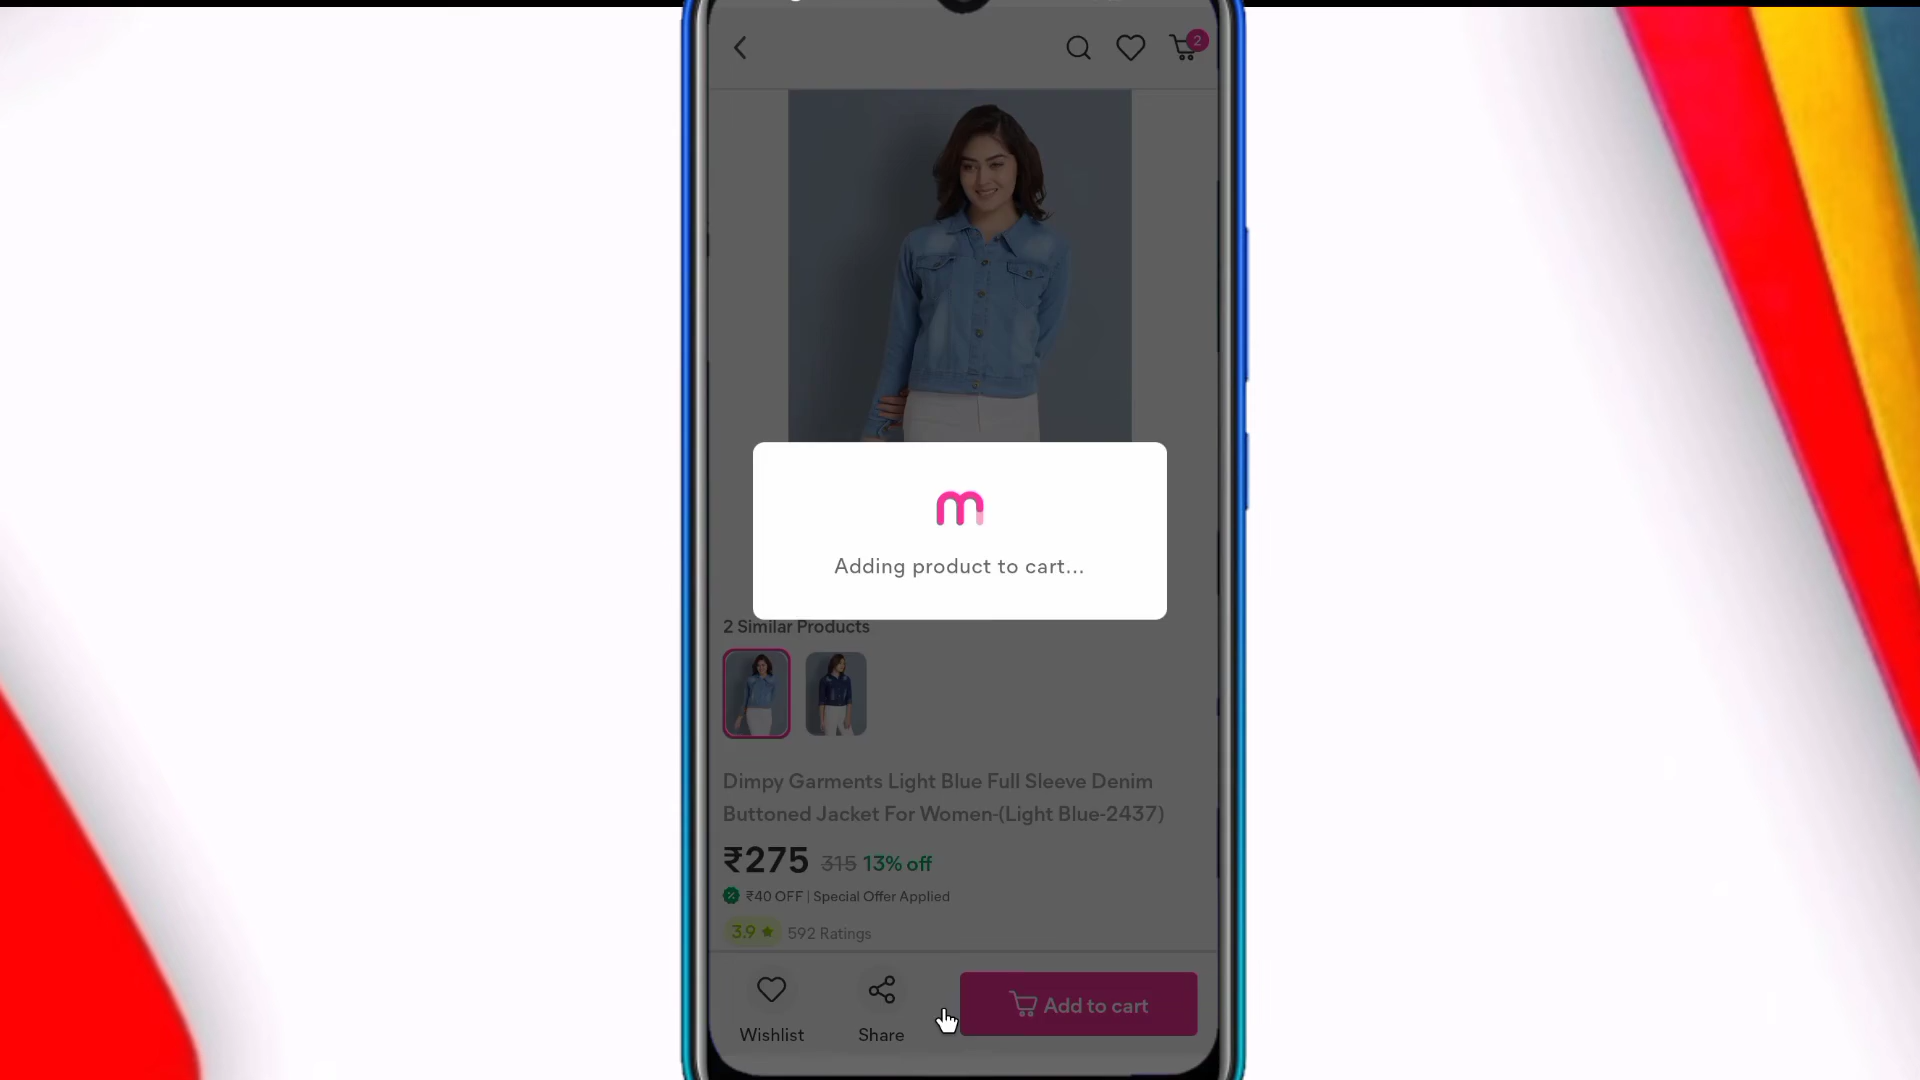 2
m
Adding product to cart...
2 Similar Products
Dimpy Garments Light Blue Full Sleeve Denim
Buttoned Jacket For Women-(Light Blue-2437)
₹275 315 13% off
₹40 OFF | Special Offer Applied
3.9 ★ 592 Ratings
Wishlist
Share
Add to cart